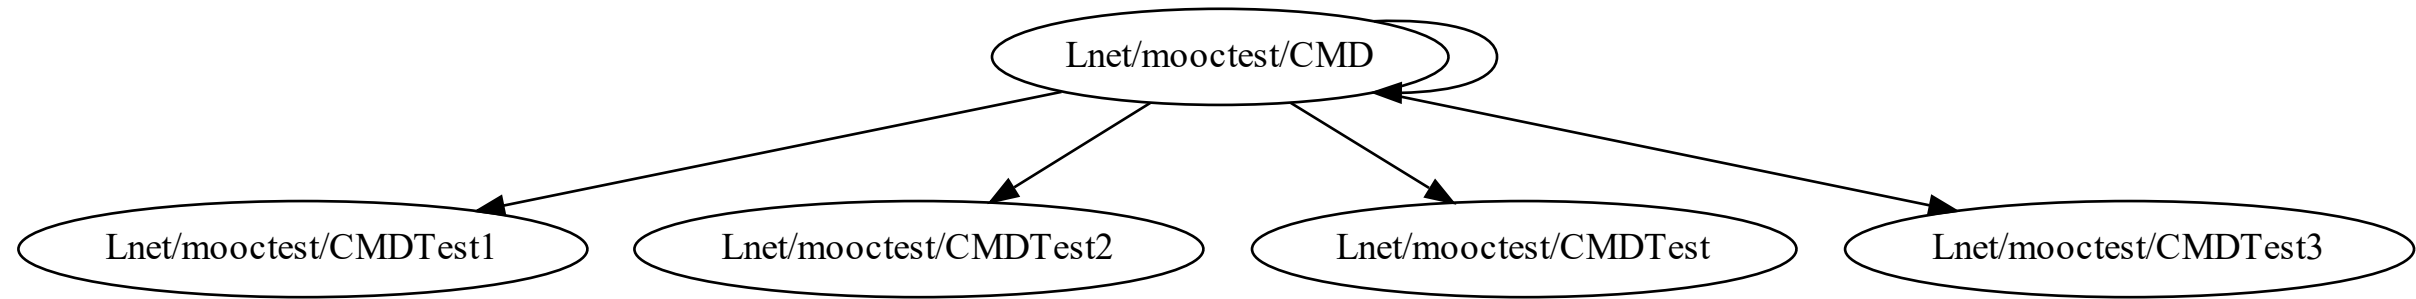 Lnet/mooctest/CMD
Lnet/mooctest/CMDTest1
Lnet/mooctest/CMDTest2
Lnet/mooctest/CMDTest
Lnet/mooctest/CMDTest3